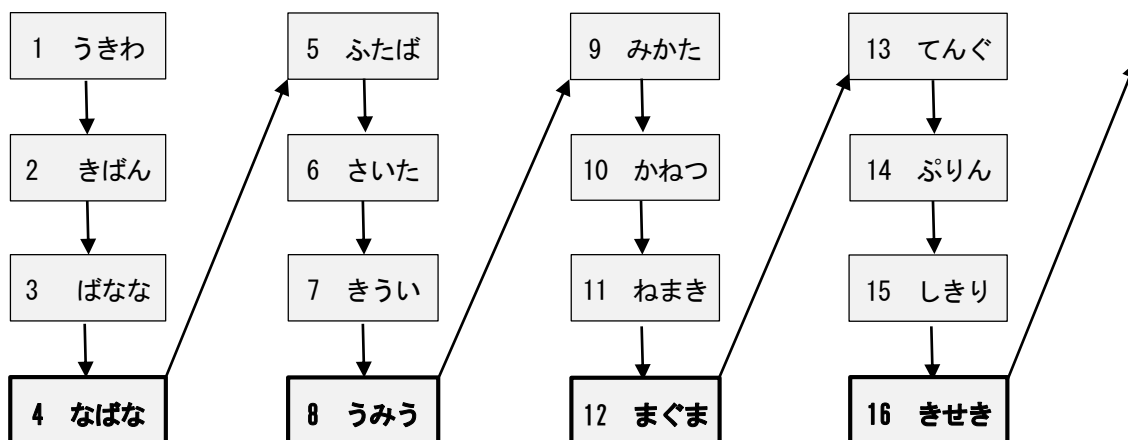 1 うきわ
2 きばん
3 ばなな
4 なばな
5 ふたば
6 さいた
7 きうい
8 うみう
9 みかた
10 かねつ
11 ねまき
12 まぐま
13 てんぐ
14 ぷりん
15 しきり
16 きせき